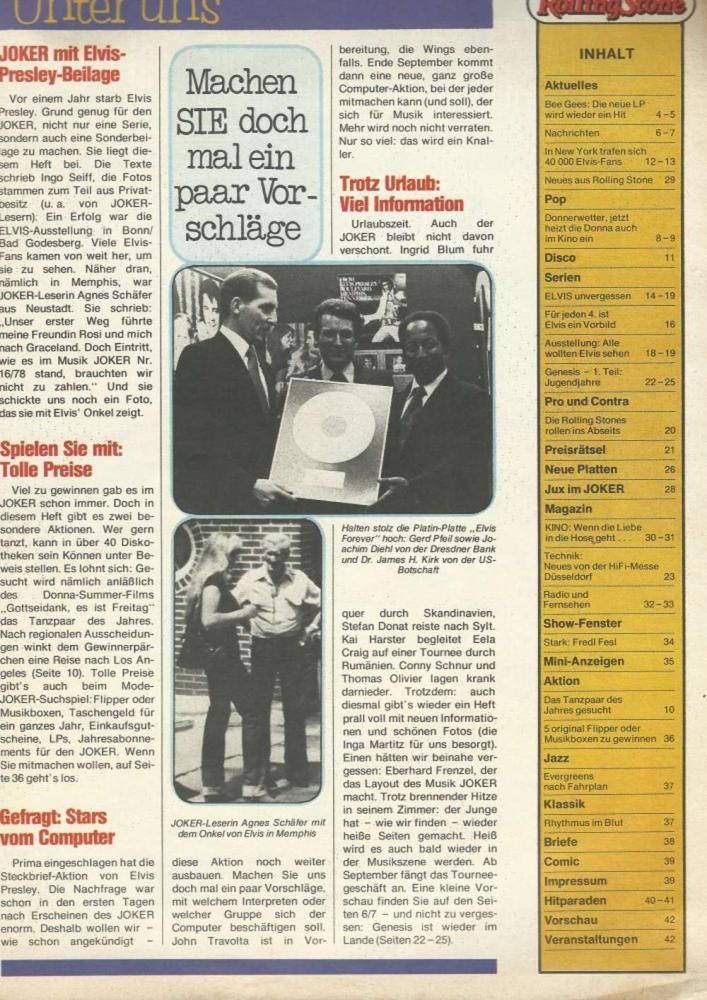 Unter uns
JOKER mit Elvis-
Presley-Beilage
Vor einem Jahr starb Elvis
Presley. Grund genug für den
JOKER, nicht nur eine Serie,
sondern auch eine Sonderbei-
lage zu machen. Sie liegt die-
sem Heft bei. Die Texte
schrieb Ingo Seiff, die Fotos
stammen zum Teil aus Privat-
besitz (u. a. von JOKER-
Lesern). Ein Erfolg war die
ELVIS-Ausstellung in Bonn/
Bad Godesberg. Viele Elvis-
Fans kamen von weit her, um
sie zu sehen. Näher dran,
nämlich in Memphis, war
JOKER-Leserin Agnes Schäfer
aus Neustadt. Sie schrieb:
„Unser erster Weg führte
meine Freundin Rosi und mich
nach Graceland. Doch Eintritt,
wie es im Musik JOKER Nr.
16/78 stand, brauchten wir
nicht zu zahlen.“ Und sie
schickte uns noch ein Foto,
das sie mit Elvis' Onkel zeigt.
Spielen Sie mit:
Tolle Preise
Viel zu gewinnen gab es im
JOKER schon immer. Doch in
diesem Heft gibt es zwei be-
sondere Aktionen. Wer gern
tanzt, kann in über 40 Disko-
theken sein Können unter Be-
weis stellen. Es lohnt sich: Ge-
sucht wird nämlich anläßlich
des Donna-Summer-Films
„Gottseidank, es ist Freitag“
das Tanzpaar des Jahres.
Nach regionalen Ausscheidun-
gen winkt dem Gewinnerpär-
chen eine Reise nach Los An-
geles (Seite 10). Tolle Preise
gibt's auch beim Mode-
JOKER-Suchspiel: Flipper oder
Musikboxen, Taschengeld für
ein ganzes Jahr, Einkaufsgut-
scheine, LPs, Jahresabonne-
ments für den JOKER. Wenn
Sie mitmachen wollen, auf Sei-
te 36 geht's los.
Gefragt: Stars
vom Computer
Prima eingeschlagen hat die
Steckbrief-Aktion von Elvis
Presley. Die Nachfrage war
schon in den ersten Tagen
nach Erscheinen des JOKER
enorm. Deshalb wollen wir –
wie schon angekündigt –
Machen
SIE doch
mal ein
paar Vor-
schläge
JOKER-Leserin Agnes Schäfer mit
dem Onkel von Elvis in Memphis
diese Aktion noch weiter
ausbauen. Machen Sie uns
doch mal ein paar Vorschläge,
mit welchem Interpreten oder
welcher Gruppe sich der
Computer beschäftigen soll.
John Travolta ist in Vor-
bereitung, die Wings eben-
falls. Ende September kommt
dann eine neue, ganz große
Computer-Aktion, bei der jeder
mitmachen kann (und soll), der
sich für Musik interessiert.
Mehr wird noch nicht verraten.
Nur so viel: das wird ein Knal-
ler.
Trotz Urlaub:
Viel Information
Urlaubszeit. Auch der
JOKER bleibt nicht davon
verschont. Ingrid Blum fuhr
Halten stolz die Platin-Platte „Elvis
Forever“ hoch: Gerd Pfeil sowie Jo-
achim Diehl von der Dresdner Bank
und Dr. James H. Kirk von der US-
Botschaft
quer durch Skandinavien,
Stefan Donat reiste nach Sylt.
Kai Harster begleitet Eela
Craig auf einer Tournee durch
Rumänien. Conny Schnur und
Thomas Olivier lagen krank
darnieder. Trotzdem: auch
diesmal gibt's wieder ein Heft
prall voll mit neuen Informatio-
nen und schönen Fotos (die
Inga Martitz für uns besorgt).
Einen hätten wir beinahe ver-
gessen: Eberhard Frenzel, der
das Layout des Musik JOKER
macht. Trotz brennender Hitze
in seinem Zimmer: der Junge
hat – wie wir finden – wieder
heiße Seiten gemacht. Heiß
wird es auch bald wieder in
der Musikszene werden. Ab
September fängt das Tournee-
geschäft an. Eine kleine Vor-
schau finden Sie auf den Sei-
ten 6/7 – und nicht zu verges-
sen: Genesis ist wieder im
Lande (Seiten 22 – 25).
Rolling Stone
INHALT
Aktuelles
Bee Gees: Die neue LP
wird wieder ein Hit 4–5
Nachrichten 6–7
In New York trafen sich
40 000 Elvis-Fans 12–13
Neues aus Rolling Stone 29
Pop
Donnerwetter, jetzt
heizt die Donna auch
im Kino ein 8–9
Disco 11
Serien
ELVIS unvergessen 14–19
Für jeden 4. ist
Elvis ein Vorbild 16
Ausstellung: Alle
wollten Elvis sehen 18–19
Genesis – 1. Teil:
Jugendjahre 22–25
Pro und Contra
Die Rolling Stones
rollen ins Abseits 20
Preisrätsel 21
Neue Platten 26
Jux im JOKER 28
Magazin
KINO: Wenn die Liebe
in die Hose geht . . . 30–31
Technik:
Neues von der HiFi-Messe
Düsseldorf 23
Radio und
Fernsehen 32–33
Show-Fenster
Stark: Fredl Fesl 34
Mini-Anzeigen 35
Aktion
Das Tanzpaar des
Jahres gesucht 10
5 original Flipper oder
Musikboxen zu gewinnen 36
Jazz
Evergreens
nach Fahrplan 37
Klassik
Rhythmus im Blut 37
Briefe 38
Comic 39
Impressum 39
Hitparaden 40–41
Vorschau 42
Veranstaltungen 42